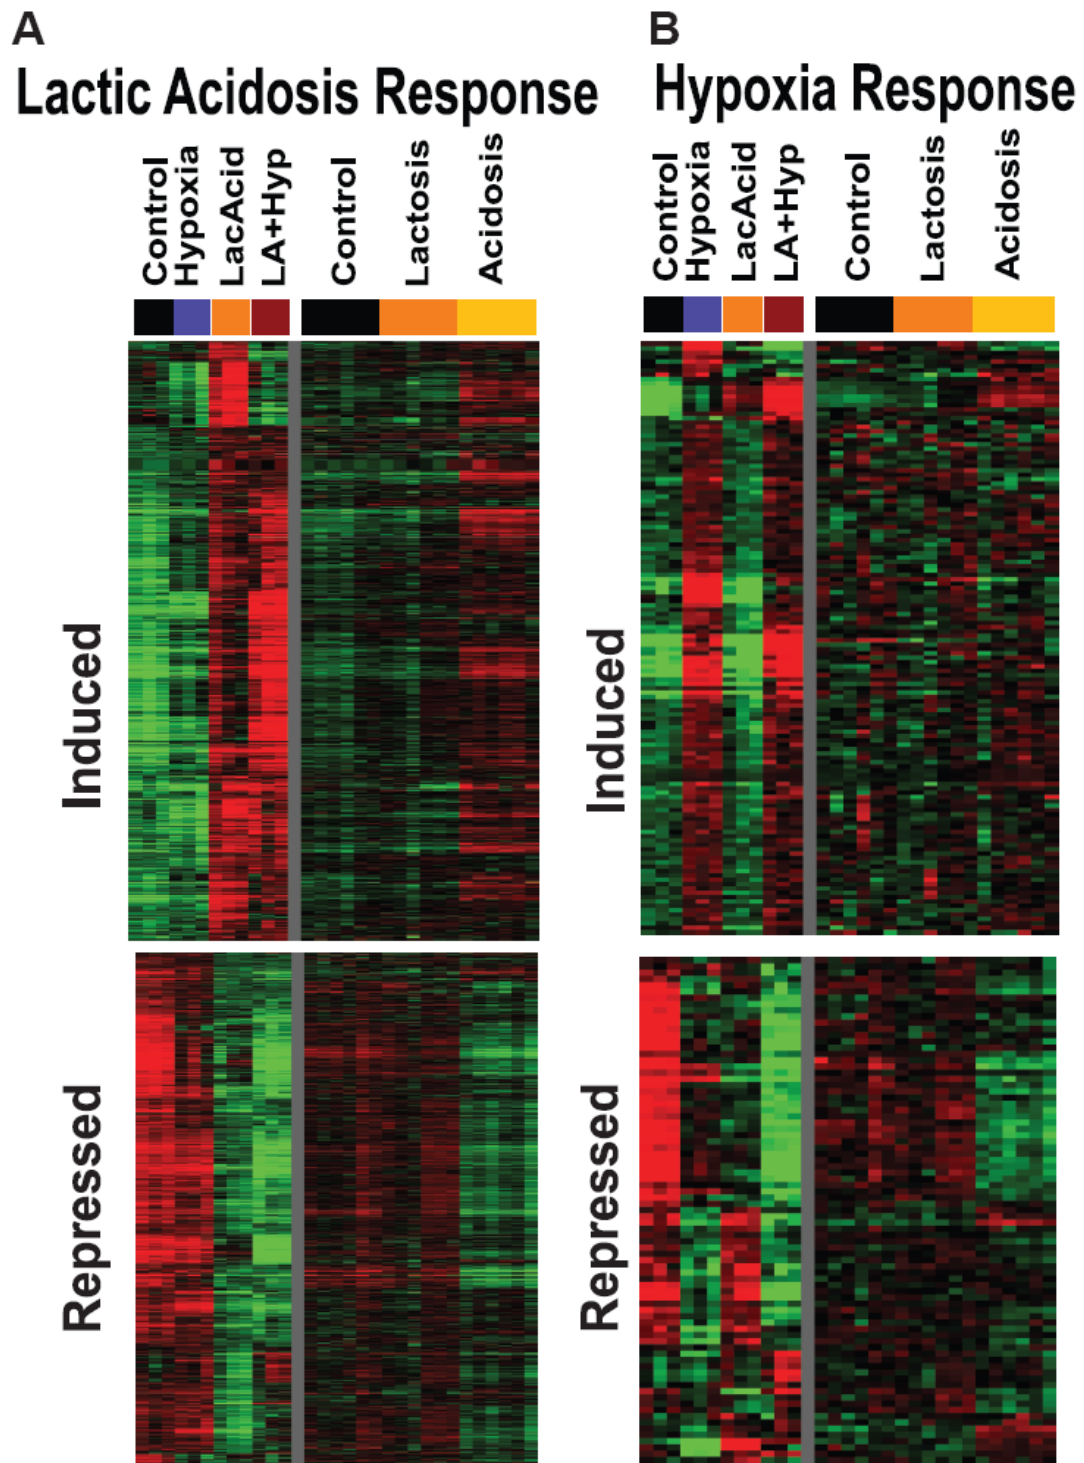 A
Lactic Acidosis Response
Control
Hypoxia
LacAcid
LA+Hyp
Control
Lactosis
Acidosis
Induced
Repressed
B
Hypoxia Response
Control
Hypoxia
LacAcid
LA+Hyp
Control
Lactosis
Acidosis
Induced
Repressed